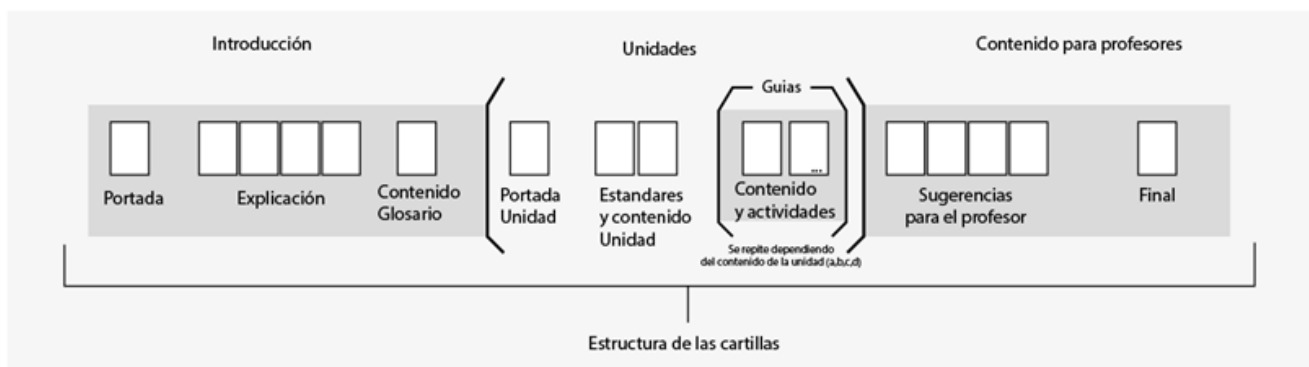 Introducción
Unidades
Contenido para profesores
Guias
Portada
Explicación
Contenido
Glosario
Portada
Unidad
Estandares
y contenido
Unidad
...
Contenido
y actividades
Se repite dependiendo
del contenido de la unidad (a,b,c,d)
Sugerencias
para el profesor
Final
Estructura de las cartillas